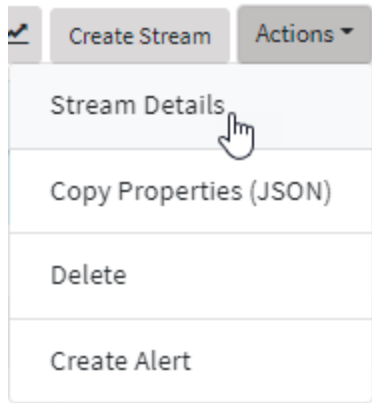 Create Stream
Actions
Stream Details
Copy Properties (JSON)
Delete
Create Alert